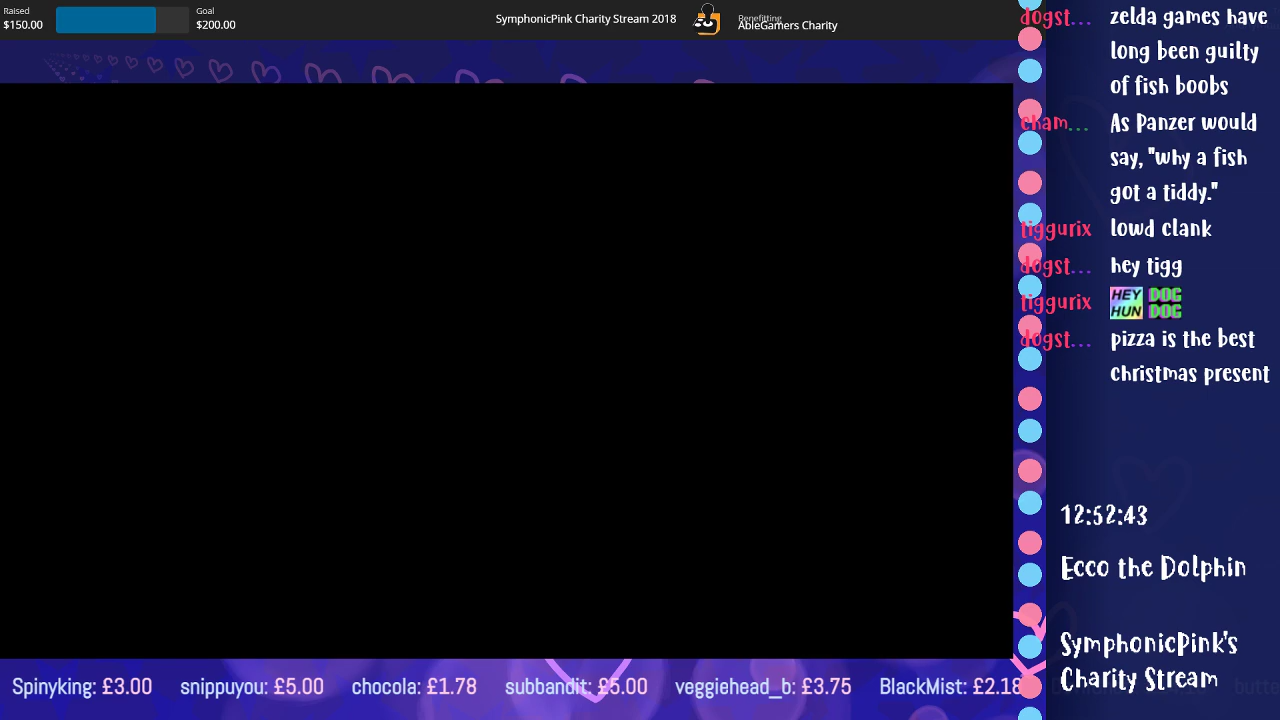 Raised
$150.00
Goal
$200.00
SymphonicPink Charity Stream 2018
Benefitting
AbleGamers Charity
dogst... zelda games have
long been guilty
of fish boobs
cham... As Panzer would
say, "why a fish
got a tiddy."
tiggurix lowd clank
dogst... hey tigg
tiggurix HEY HUN DOG DOG
dogst... pizza is the best
christmas present
12:52:43
Ecco the Dolphin
SymphonicPink's
Charity Stream
Spinyking: £3.00 snippuyou: £5.00 chocola: £1.78 subbandit: £5.00 veggiehead_b: £3.75 BlackMist: £2.18